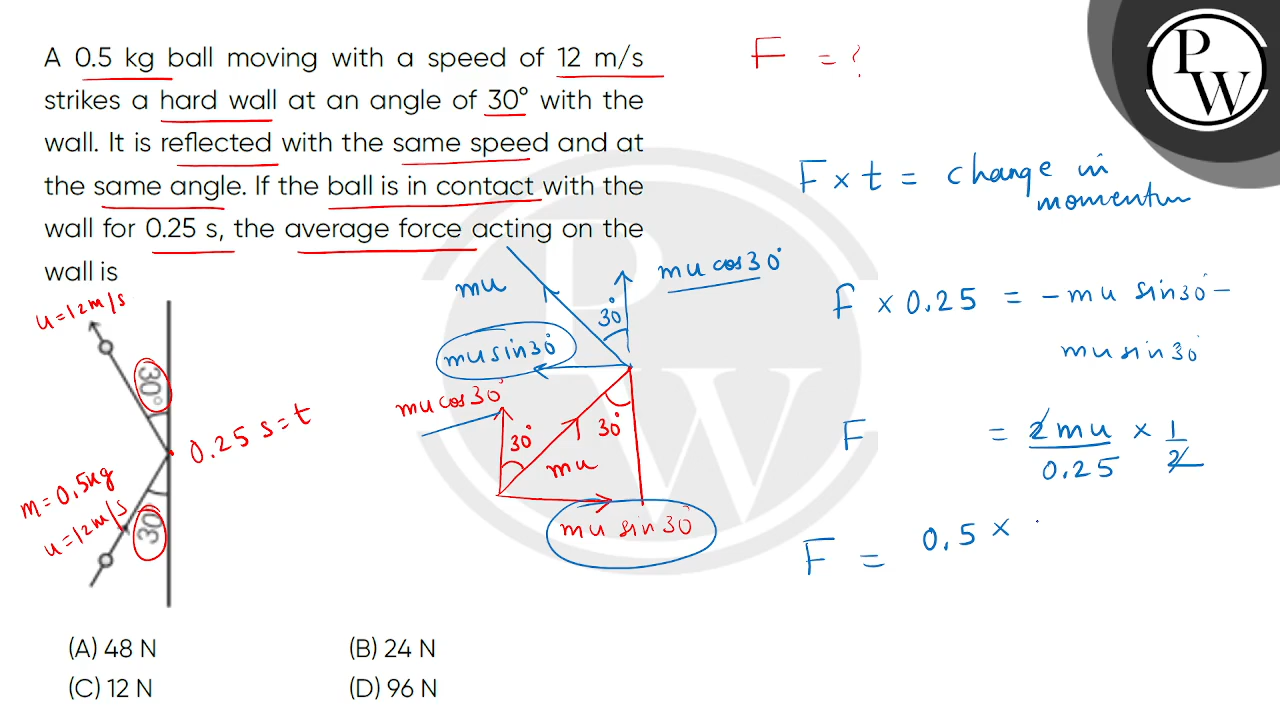 A 0.5 kg ball moving with a speed of 12 m/s
strikes a hard wall at an angle of 30° with the
wall. It is reflected with the same speed and at
the same angle. If the ball is in contact with the
wall for 0.25 s, the average force acting on the
wall is
F = ?
P
W
F × t = change in
momentum
F × 0.25 = - mu sin30° -
mu sin30°
F = 2mu/0.25 × 1/2
F = 0.5 ×
u=12m/s
30°
0.25 s=t
m=0.5kg
u=12m/s
30
mu
mu cos30°
30°
mu sin30°
mu cos30°
30°
30°
mu
mu sin30°
PW
(A) 48 N
(B) 24 N
(C) 12 N
(D) 96 N